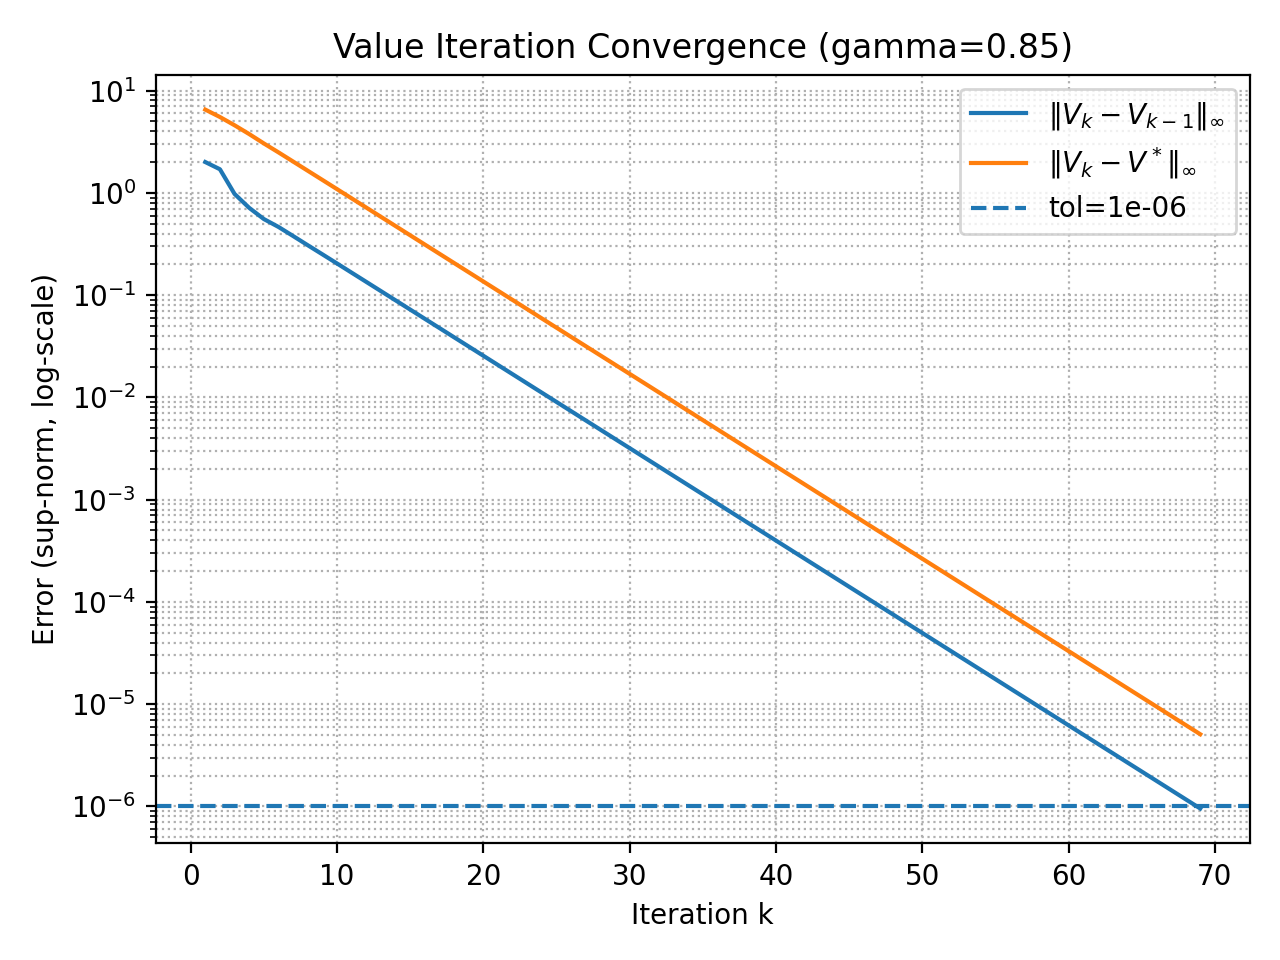 Value Iteration Convergence (gamma=0.85)
‖V_k − V_{k−1}‖_∞
‖V_k − V^*‖_∞
tol=1e-06
Error (sup-norm, log-scale)
10^1
10^0
10^−1
10^−2
10^−3
10^−4
10^−5
10^−6
0 10 20 30 40 50 60 70
Iteration k